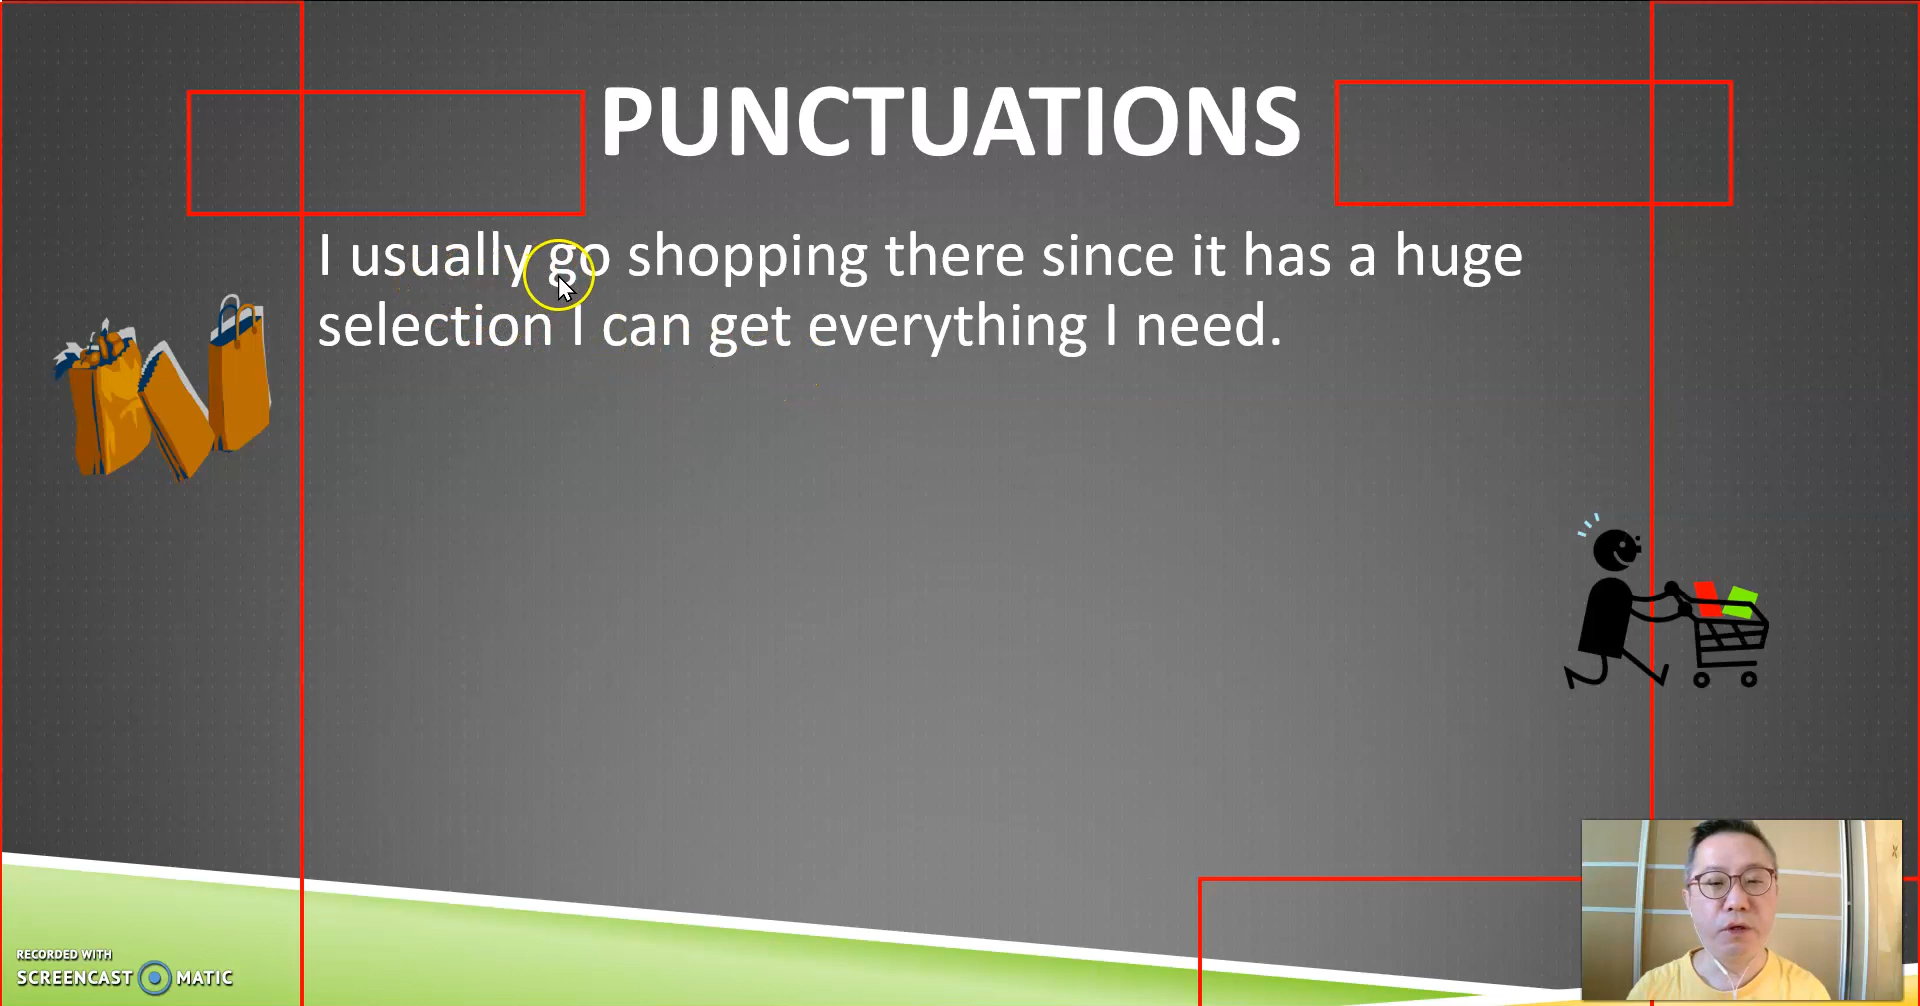 PUNCTUATIONS
I usually go shopping there since it has a huge
selection I can get everything I need.
RECORDED WITH
SCREENCAST MATIC